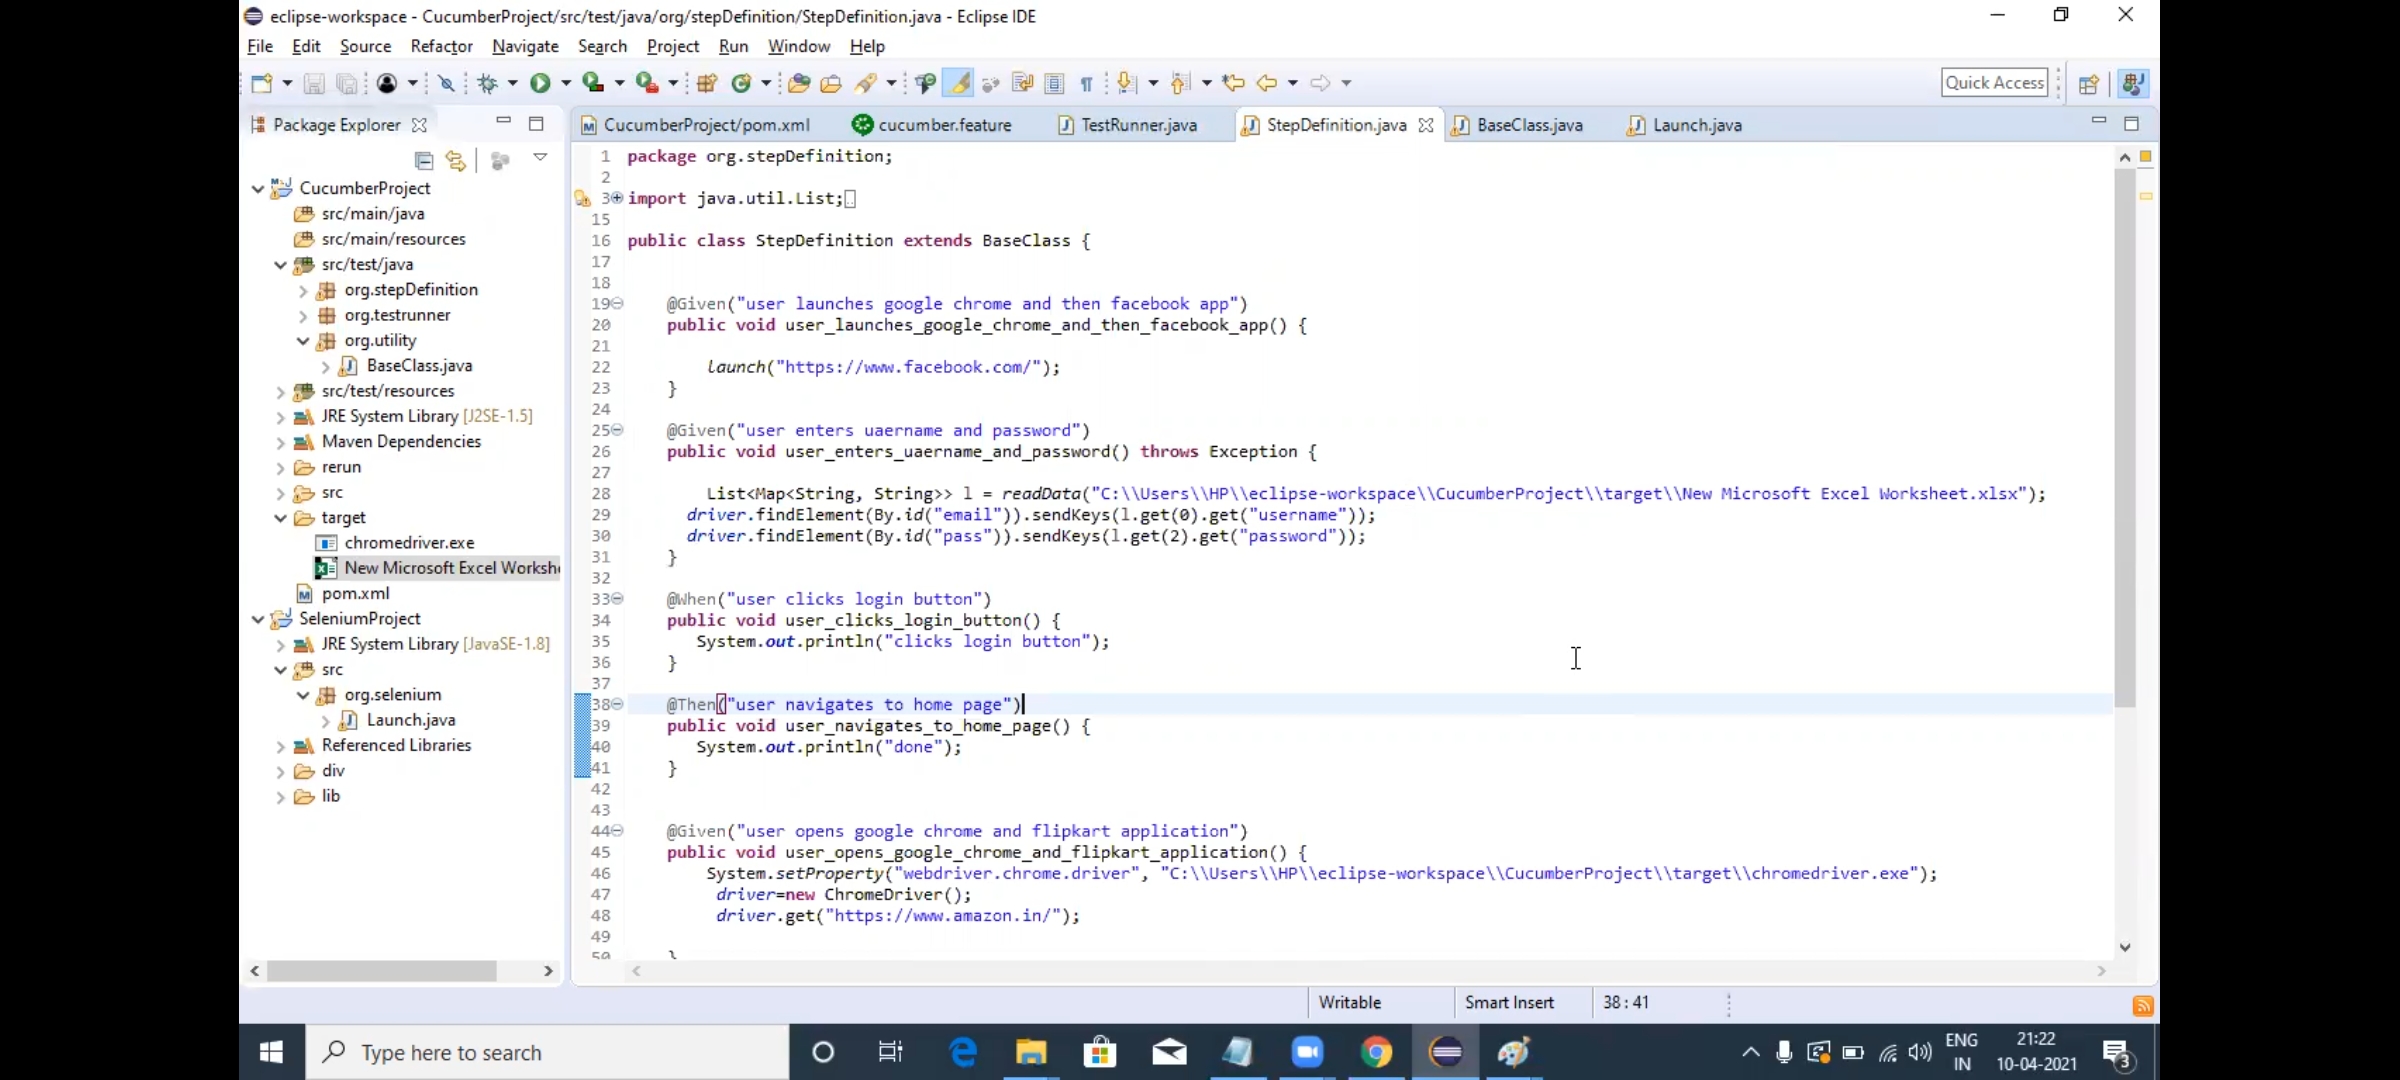 eclipse-workspace - CucumberProject/src/test/java/org/stepDefinition/StepDefinition.java - Eclipse IDE
File Edit Source Refactor Navigate Search Project Run Window Help
Quick Access
Package Explorer
CucumberProject/pom.xml cucumber.feature TestRunner.java StepDefinition.java BaseClass.java Launch.java
CucumberProject
src/main/java
src/main/resources
src/test/java
org.stepDefinition
org.testrunner
org.utility
BaseClass.java
src/test/resources
JRE System Library [J2SE-1.5]
Maven Dependencies
rerun
src
target
chromedriver.exe
New Microsoft Excel Worksh
pom.xml
SeleniumProject
JRE System Library [JavaSE-1.8]
src
org.selenium
Launch.java
Referenced Libraries
div
lib
1 package org.stepDefinition;
2
3 import java.util.List;
15
16 public class StepDefinition extends BaseClass {
17
18
19 @Given("user launches google chrome and then facebook app")
20 public void user_launches_google_chrome_and_then_facebook_app() {
21
22 launch("https://www.facebook.com/");
23 }
24
25 @Given("user enters uaername and password")
26 public void user_enters_uaername_and_password() throws Exception {
27
28 List<Map<String, String>> l = readData("C:\\Users\\HP\\eclipse-workspace\\CucumberProject\\target\\New Microsoft Excel Worksheet.xlsx");
29 driver.findElement(By.id("email")).sendKeys(l.get(0).get("username"));
30 driver.findElement(By.id("pass")).sendKeys(l.get(2).get("password"));
31 }
32
33 @When("user clicks login button")
34 public void user_clicks_login_button() {
35 System.out.println("clicks login button");
36 }
37
38 @Then("user navigates to home page")
39 public void user_navigates_to_home_page() {
40 System.out.println("done");
41 }
42
43
44 @Given("user opens google chrome and flipkart application")
45 public void user_opens_google_chrome_and_flipkart_application() {
46 System.setProperty("webdriver.chrome.driver", "C:\\Users\\HP\\eclipse-workspace\\CucumberProject\\target\\chromedriver.exe");
47 driver=new ChromeDriver();
48 driver.get("https://www.amazon.in/");
49
50 }
Writable Smart Insert 38 : 41
Type here to search
ENG
IN
21:22
10-04-2021
3